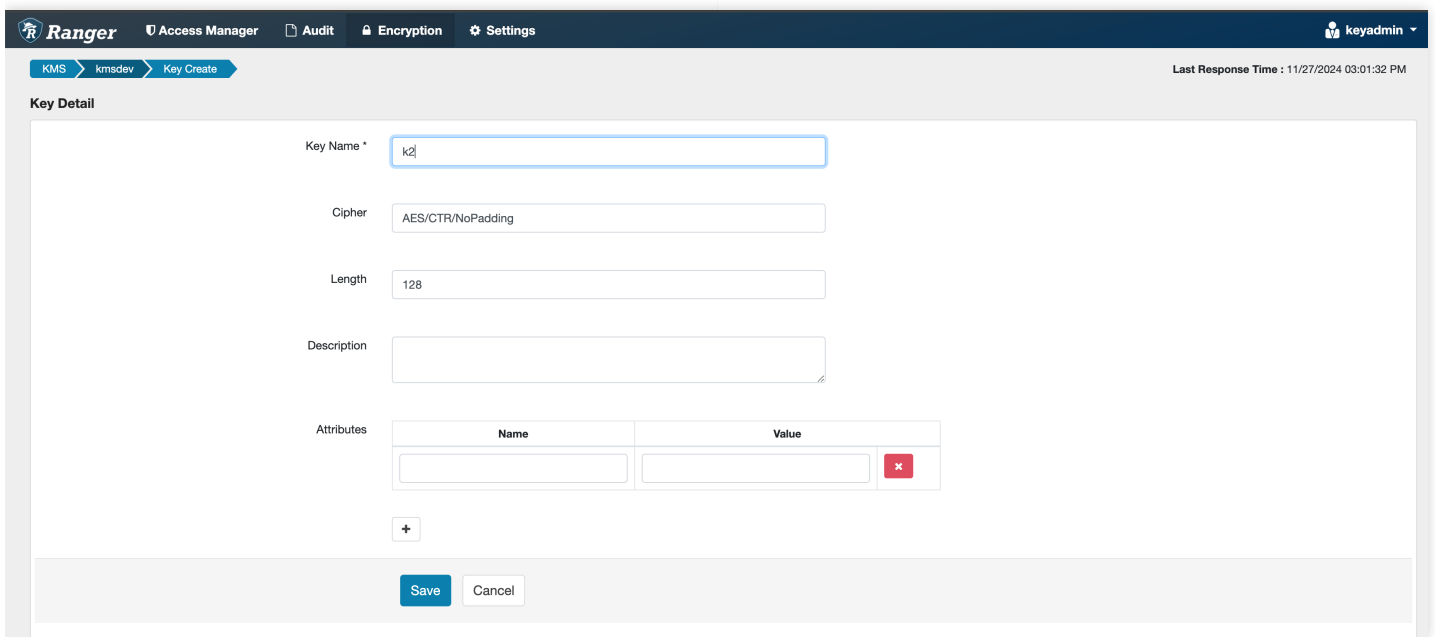 Ranger Access Manager Audit Encryption Settings keyadmin
KMS kmsdev Key Create Last Response Time : 11/27/2024 03:01:32 PM
Key Detail
Key Name * k2
Cipher AES/CTR/NoPadding
Length 128
Description
Attributes Name Value
Save Cancel